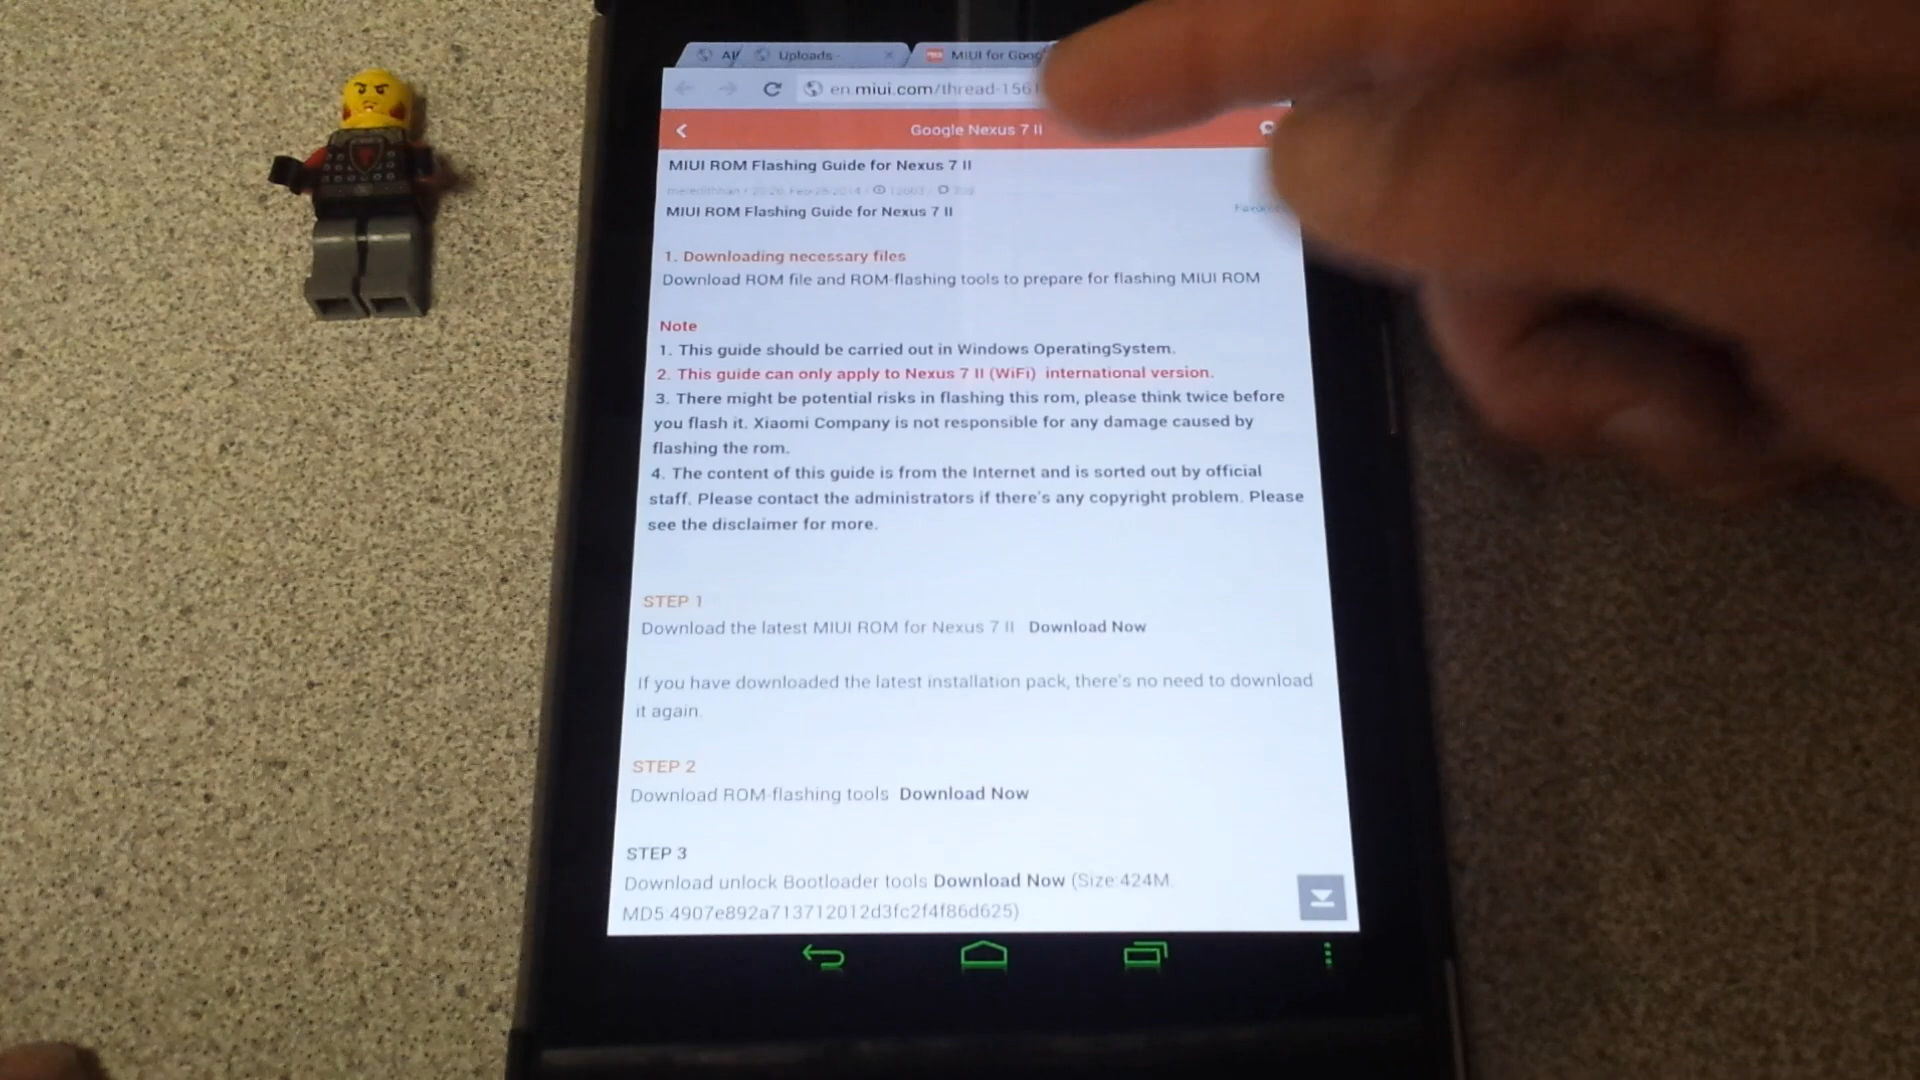 Uploads -
MIUI for Goog
en.miui.com/thread-156
Google Nexus 7 II
MIUI ROM Flashing Guide for Nexus 7 II
MIUI ROM Flashing Guide for Nexus 7 II
1. Downloading necessary files
Download ROM file and ROM-flashing tools to prepare for flashing MIUI ROM
Note
1. This guide should be carried out in Windows OperatingSystem.
2. This guide can only apply to Nexus 7 II (WiFi) international version.
3. There might be potential risks in flashing this rom, please think twice before
you flash it. Xiaomi Company is not responsible for any damage caused by
flashing the rom.
4. The content of this guide is from the Internet and is sorted out by official
staff. Please contact the administrators if there's any copyright problem. Please
see the disclaimer for more.
STEP 1
Download the latest MIUI ROM for Nexus 7 II Download Now
If you have downloaded the latest installation pack, there's no need to download
it again.
STEP 2
Download ROM-flashing tools Download Now
STEP 3
Download unlock Bootloader tools Download Now (Size:424M
MD5:4907e892a713712012d3fc2f4f86d625)